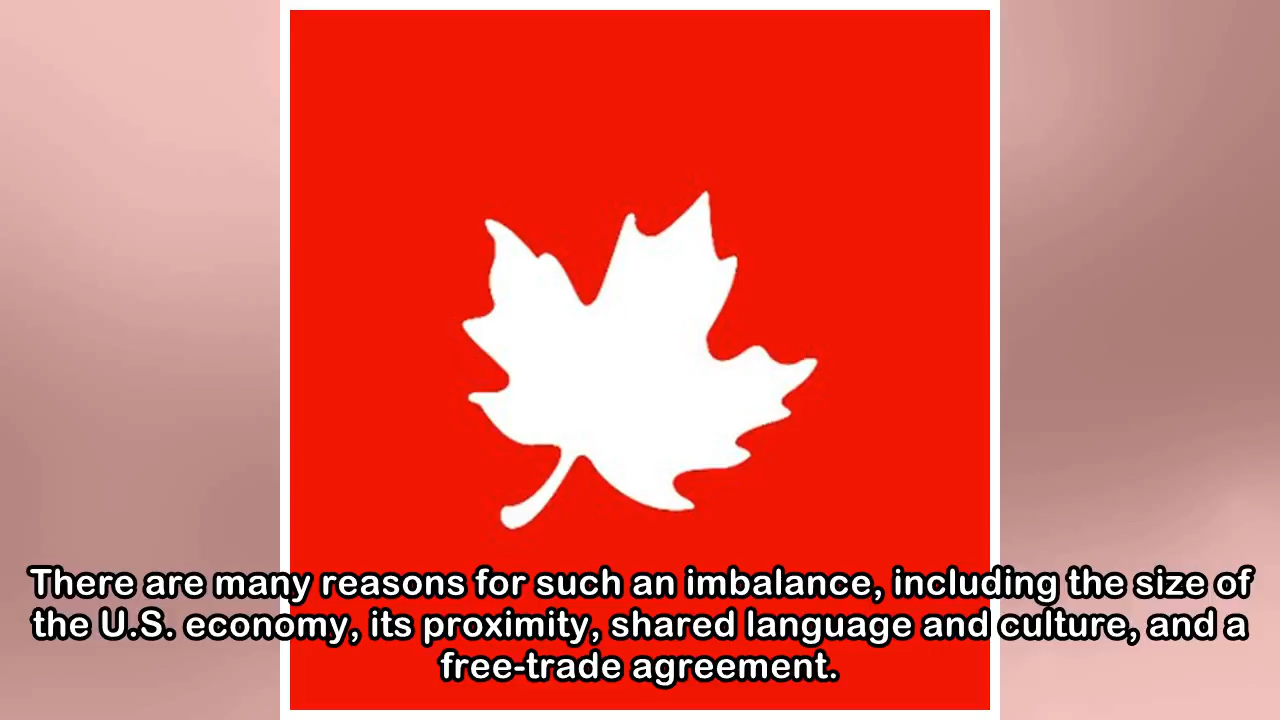 There are many reasons for such an imbalance, including the size of
the U.S. economy, its proximity, shared language and culture, and a
free-trade agreement.